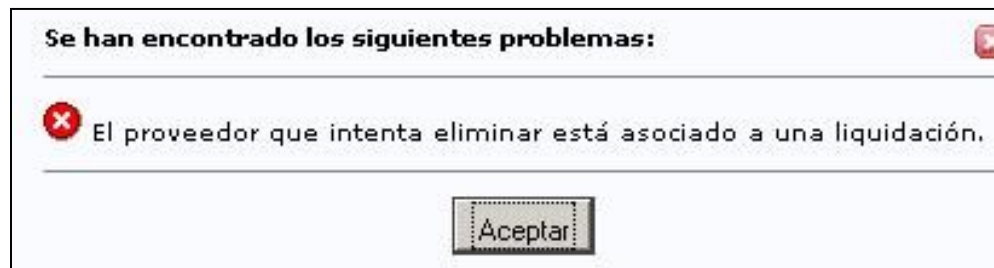 Se han encontrado los siguientes problemas:
El proveedor que intenta eliminar está asociado a una liquidación.
Aceptar